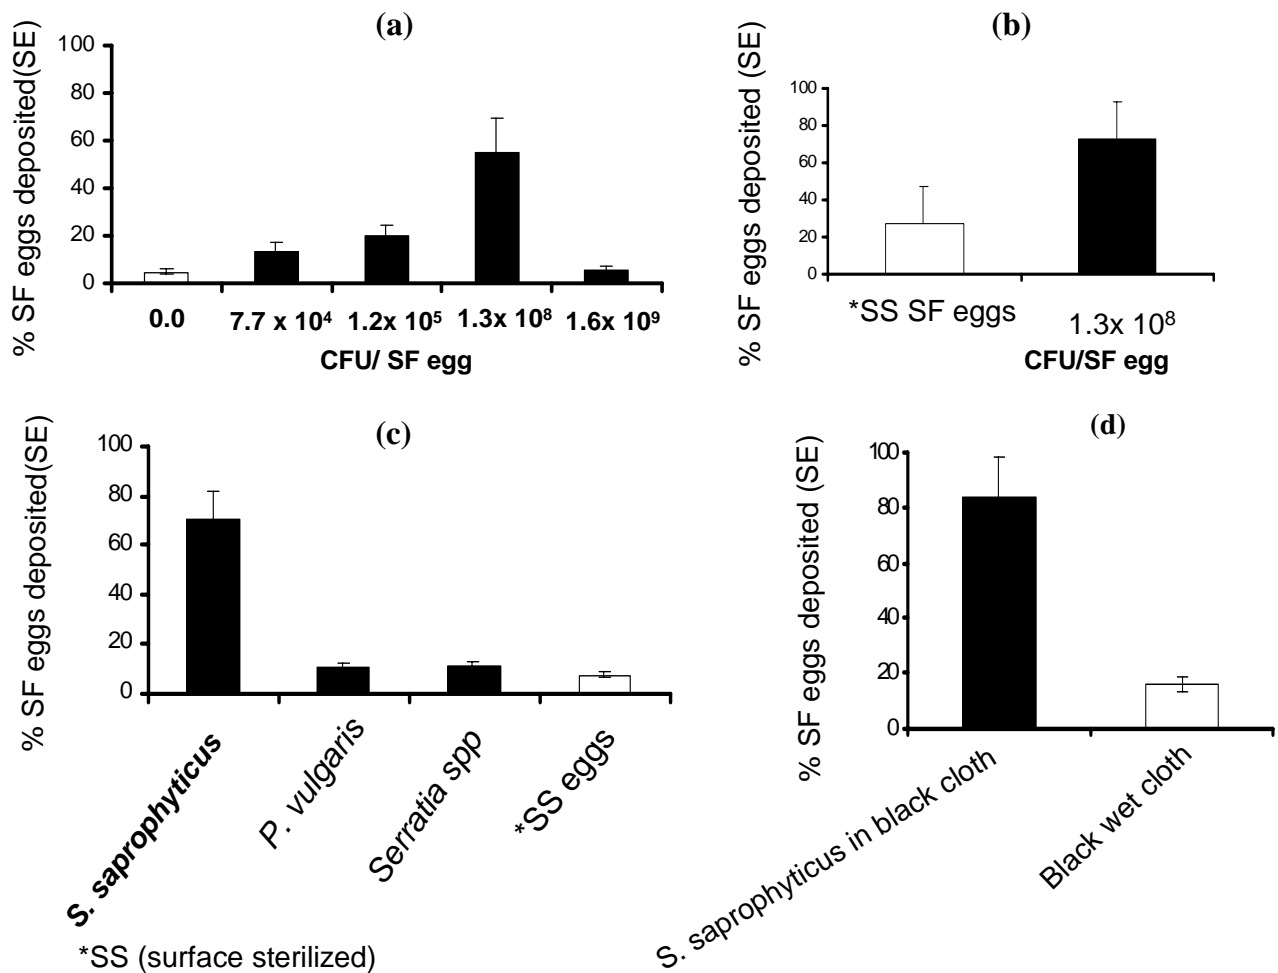 (a)
% SF eggs deposited(SE)
100
80
60
40
20
0
0.0 7.7 x 10⁴ 1.2x 10⁵ 1.3x 10⁸ 1.6x 10⁹
CFU/ SF egg
(b)
% SF eggs deposited (SE)
100
80
60
40
20
0
*SS SF eggs 1.3x 10⁸
CFU/SF egg
(c)
% SF eggs deposited(SE)
100
80
60
40
20
0
S. saprophyticus
P. vulgaris
Serratia spp
*SS eggs
*SS (surface sterilized)
(d)
% SF eggs deposited (SE)
100
80
60
40
20
0
S. saprophyticus in black cloth
Black wet cloth